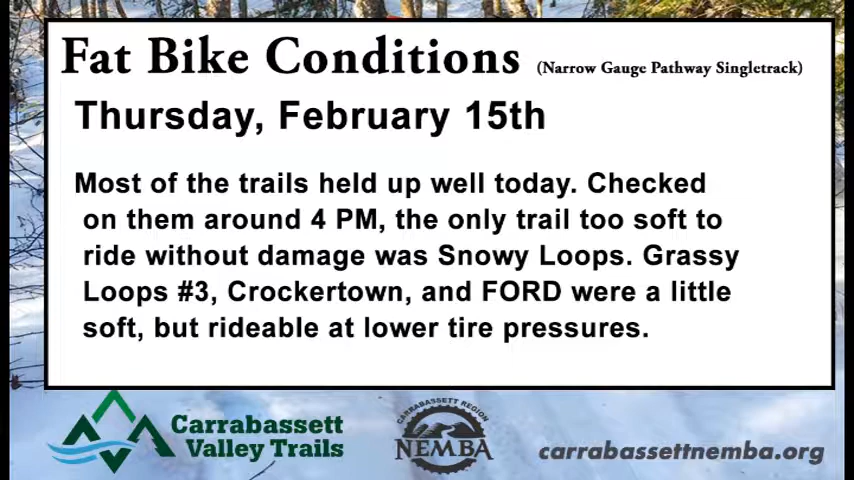 Fat Bike Conditions (Narrow Gauge Pathway Singletrack)
Thursday, February 15th
Most of the trails held up well today. Checked
on them around 4 PM, the only trail too soft to
ride without damage was Snowy Loops. Grassy
Loops #3, Crockertown, and FORD were a little
soft, but rideable at lower tire pressures.
Carrabassett
Valley Trails
CARRABASSETT REGION
NEMBA
carrabassettnemba.org